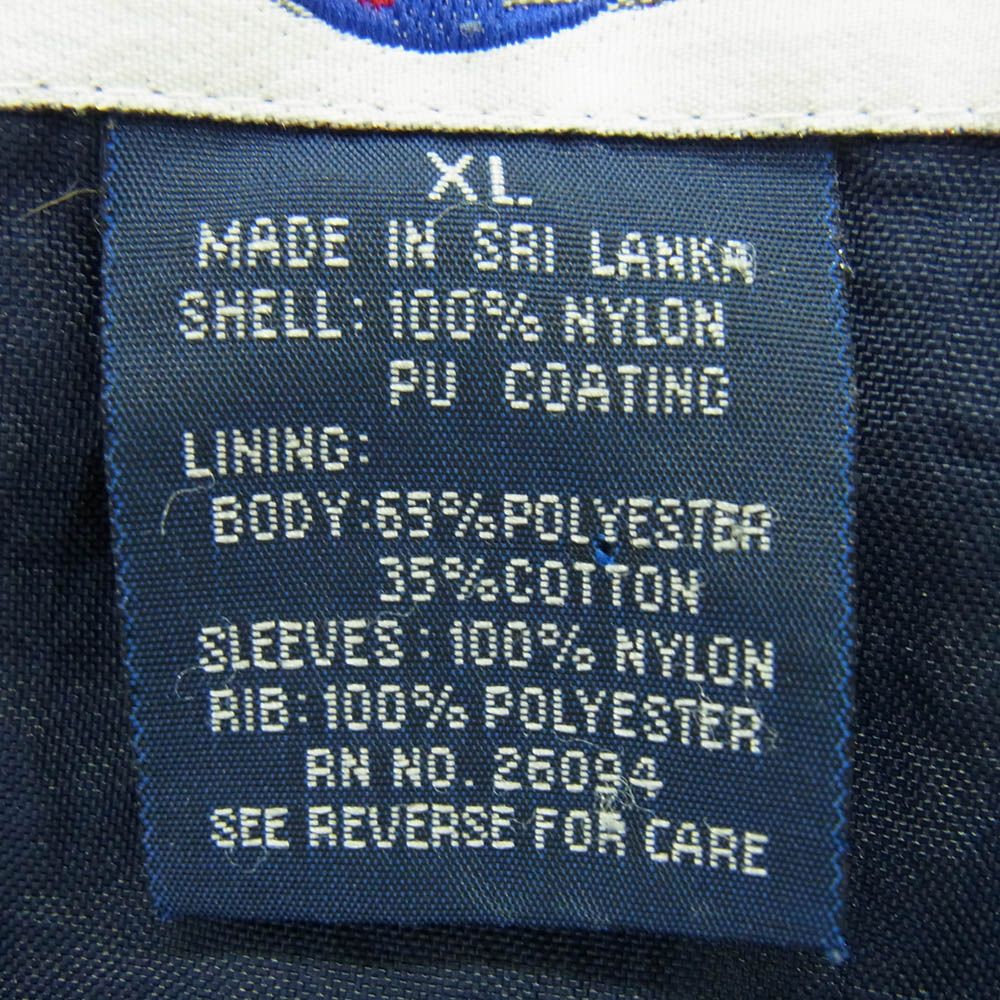 XL
MADE IN SRI LANKA
SHELL: 100% NYLON
PU COATING
LINING:
BODY:65%POLYESTER
35%COTTON
SLEEVES: 100% NYLON
RIB: 100% POLYESTER
RN NO. 26094
SEE REVERSE FOR CARE